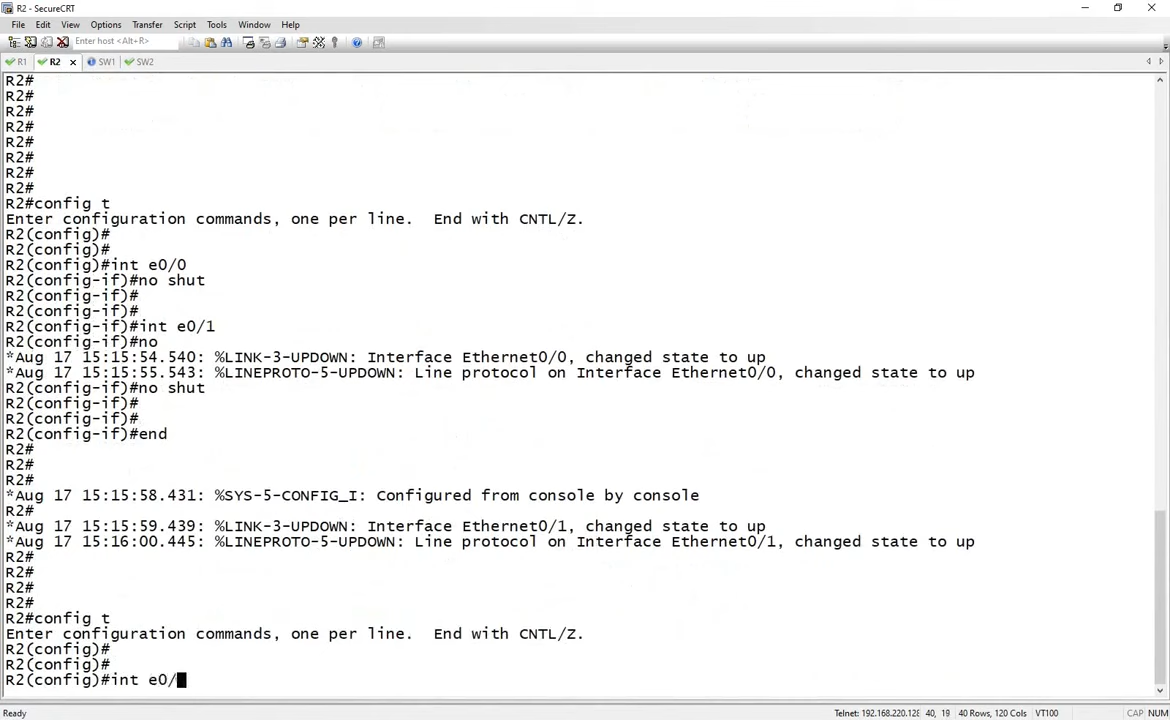 R2 - SecureCRT
File Edit View Options Transfer Script Tools Window Help
Enter host <Alt+R>
R1 R2 SW1 SW2
R2#
R2#
R2#
R2#
R2#
R2#
R2#
R2#
R2#config t
Enter configuration commands, one per line.  End with CNTL/Z.
R2(config)#
R2(config)#
R2(config)#int e0/0
R2(config-if)#no shut
R2(config-if)#
R2(config-if)#
R2(config-if)#int e0/1
R2(config-if)#no
*Aug 17 15:15:54.540: %LINK-3-UPDOWN: Interface Ethernet0/0, changed state to up
*Aug 17 15:15:55.543: %LINEPROTO-5-UPDOWN: Line protocol on Interface Ethernet0/0, changed state to up
R2(config-if)#no shut
R2(config-if)#
R2(config-if)#
R2(config-if)#end
R2#
R2#
R2#
*Aug 17 15:15:58.431: %SYS-5-CONFIG_I: Configured from console by console
R2#
*Aug 17 15:15:59.439: %LINK-3-UPDOWN: Interface Ethernet0/1, changed state to up
*Aug 17 15:16:00.445: %LINEPROTO-5-UPDOWN: Line protocol on Interface Ethernet0/1, changed state to up
R2#
R2#
R2#
R2#
R2#config t
Enter configuration commands, one per line.  End with CNTL/Z.
R2(config)#
R2(config)#
R2(config)#int e0/
Ready Telnet: 192.168.220.128 40, 19 40 Rows, 120 Cols VT100 CAP NUM